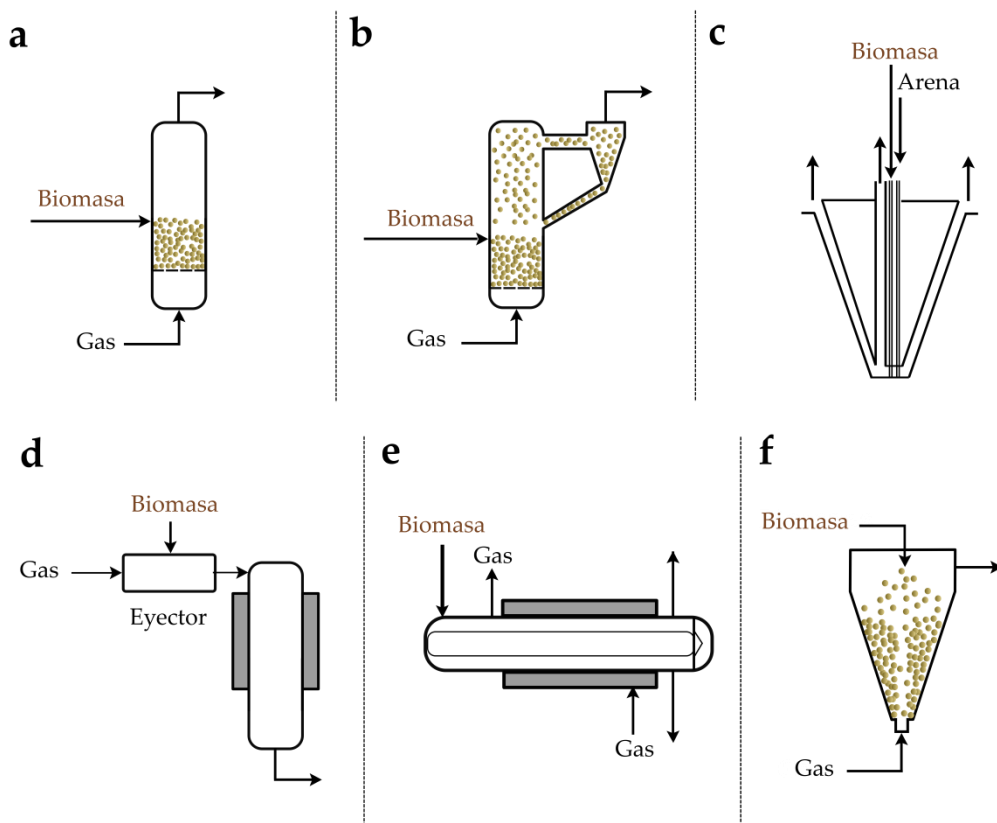 a
Biomasa
Gas
b
Biomasa
Gas
c
Biomasa
Arena
d
Biomasa
Gas
Eyector
e
Biomasa
Gas
Gas
f
Biomasa
Gas